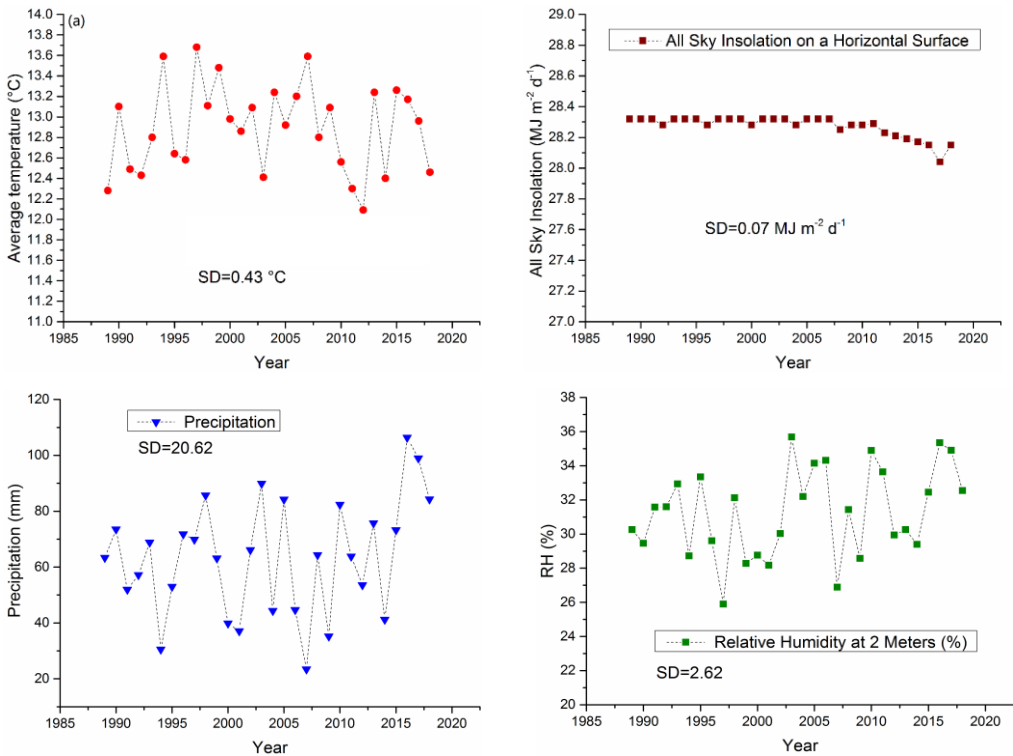 (a)
Average temperature (°C)
14.0
13.8
13.6
13.4
13.2
13.0
12.8
12.6
12.4
12.2
12.0
11.8
11.6
11.4
11.2
11.0
SD=0.43 °C
1985 1990 1995 2000 2005 2010 2015 2020
Year
All Sky Insolation (MJ m⁻² d⁻¹)
29.0
28.8
28.6
28.4
28.2
28.0
27.8
27.6
27.4
27.2
27.0
All Sky Insolation on a Horizontal Surface
SD=0.07 MJ m⁻² d⁻¹
1985 1990 1995 2000 2005 2010 2015 2020
Year
Precipitation (mm)
120
100
80
60
40
20
Precipitation
SD=20.62
1985 1990 1995 2000 2005 2010 2015 2020
Year
RH (%)
38
36
34
32
30
28
26
24
22
20
Relative Humidity at 2 Meters (%)
SD=2.62
1985 1990 1995 2000 2005 2010 2015 2020
Year